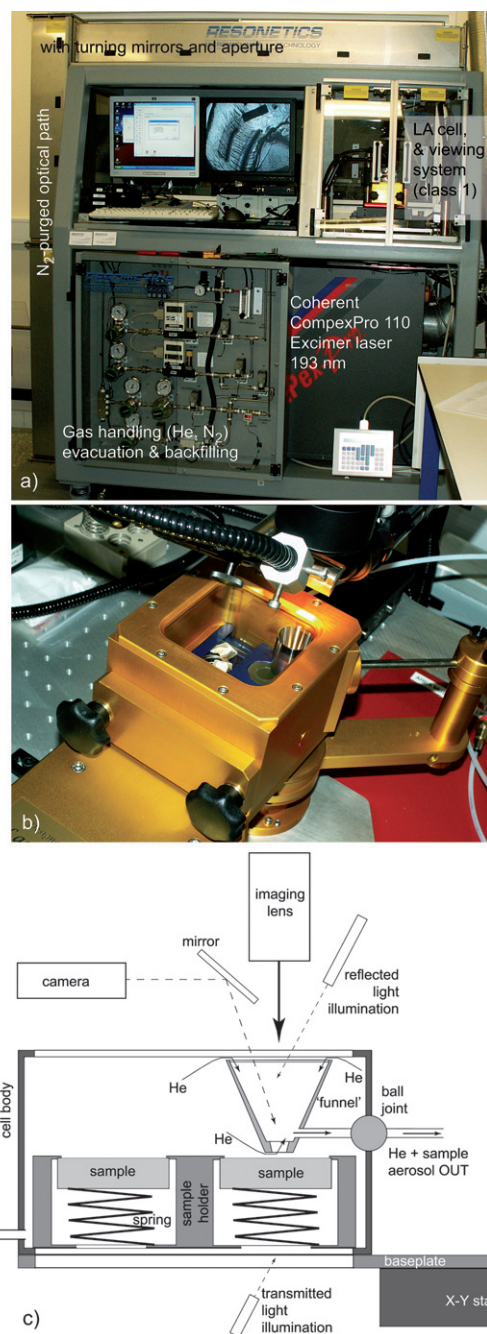 RESONETICS
with turning mirrors and aperture
TECHNOLOGY
N2-purged optical path
LA cell,
& viewing
system
(class 1)
RESONETICS
Coherent
CompexPro 110
Excimer laser
193 nm
Gas handling (He, N2)
evacuation & backfilling
a)
b)
imaging
lens
mirror
camera
reflected
light
illumination
cell body
He
He
'funnel'
ball
joint
He
He + sample
aerosol OUT
sample
sample
spring
sample
holder
baseplate
X-Y sta
transmitted
light
illumination
c)